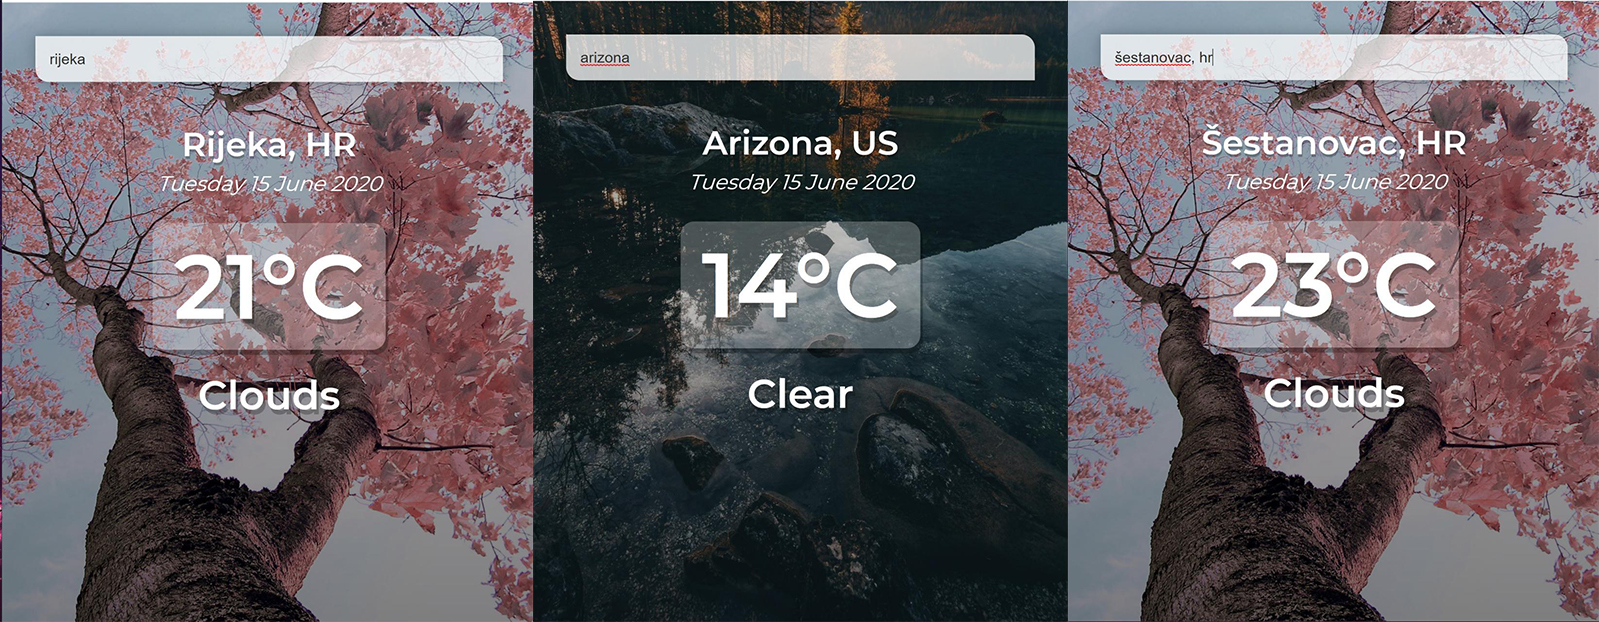 rijeka
Rijeka, HR
Tuesday 15 June 2020
21°C
Clouds
arizona
Arizona, US
Tuesday 15 June 2020
14°C
Clear
šestanovac, hr
Šestanovac, HR
Tuesday 15 June 2020
23°C
Clouds